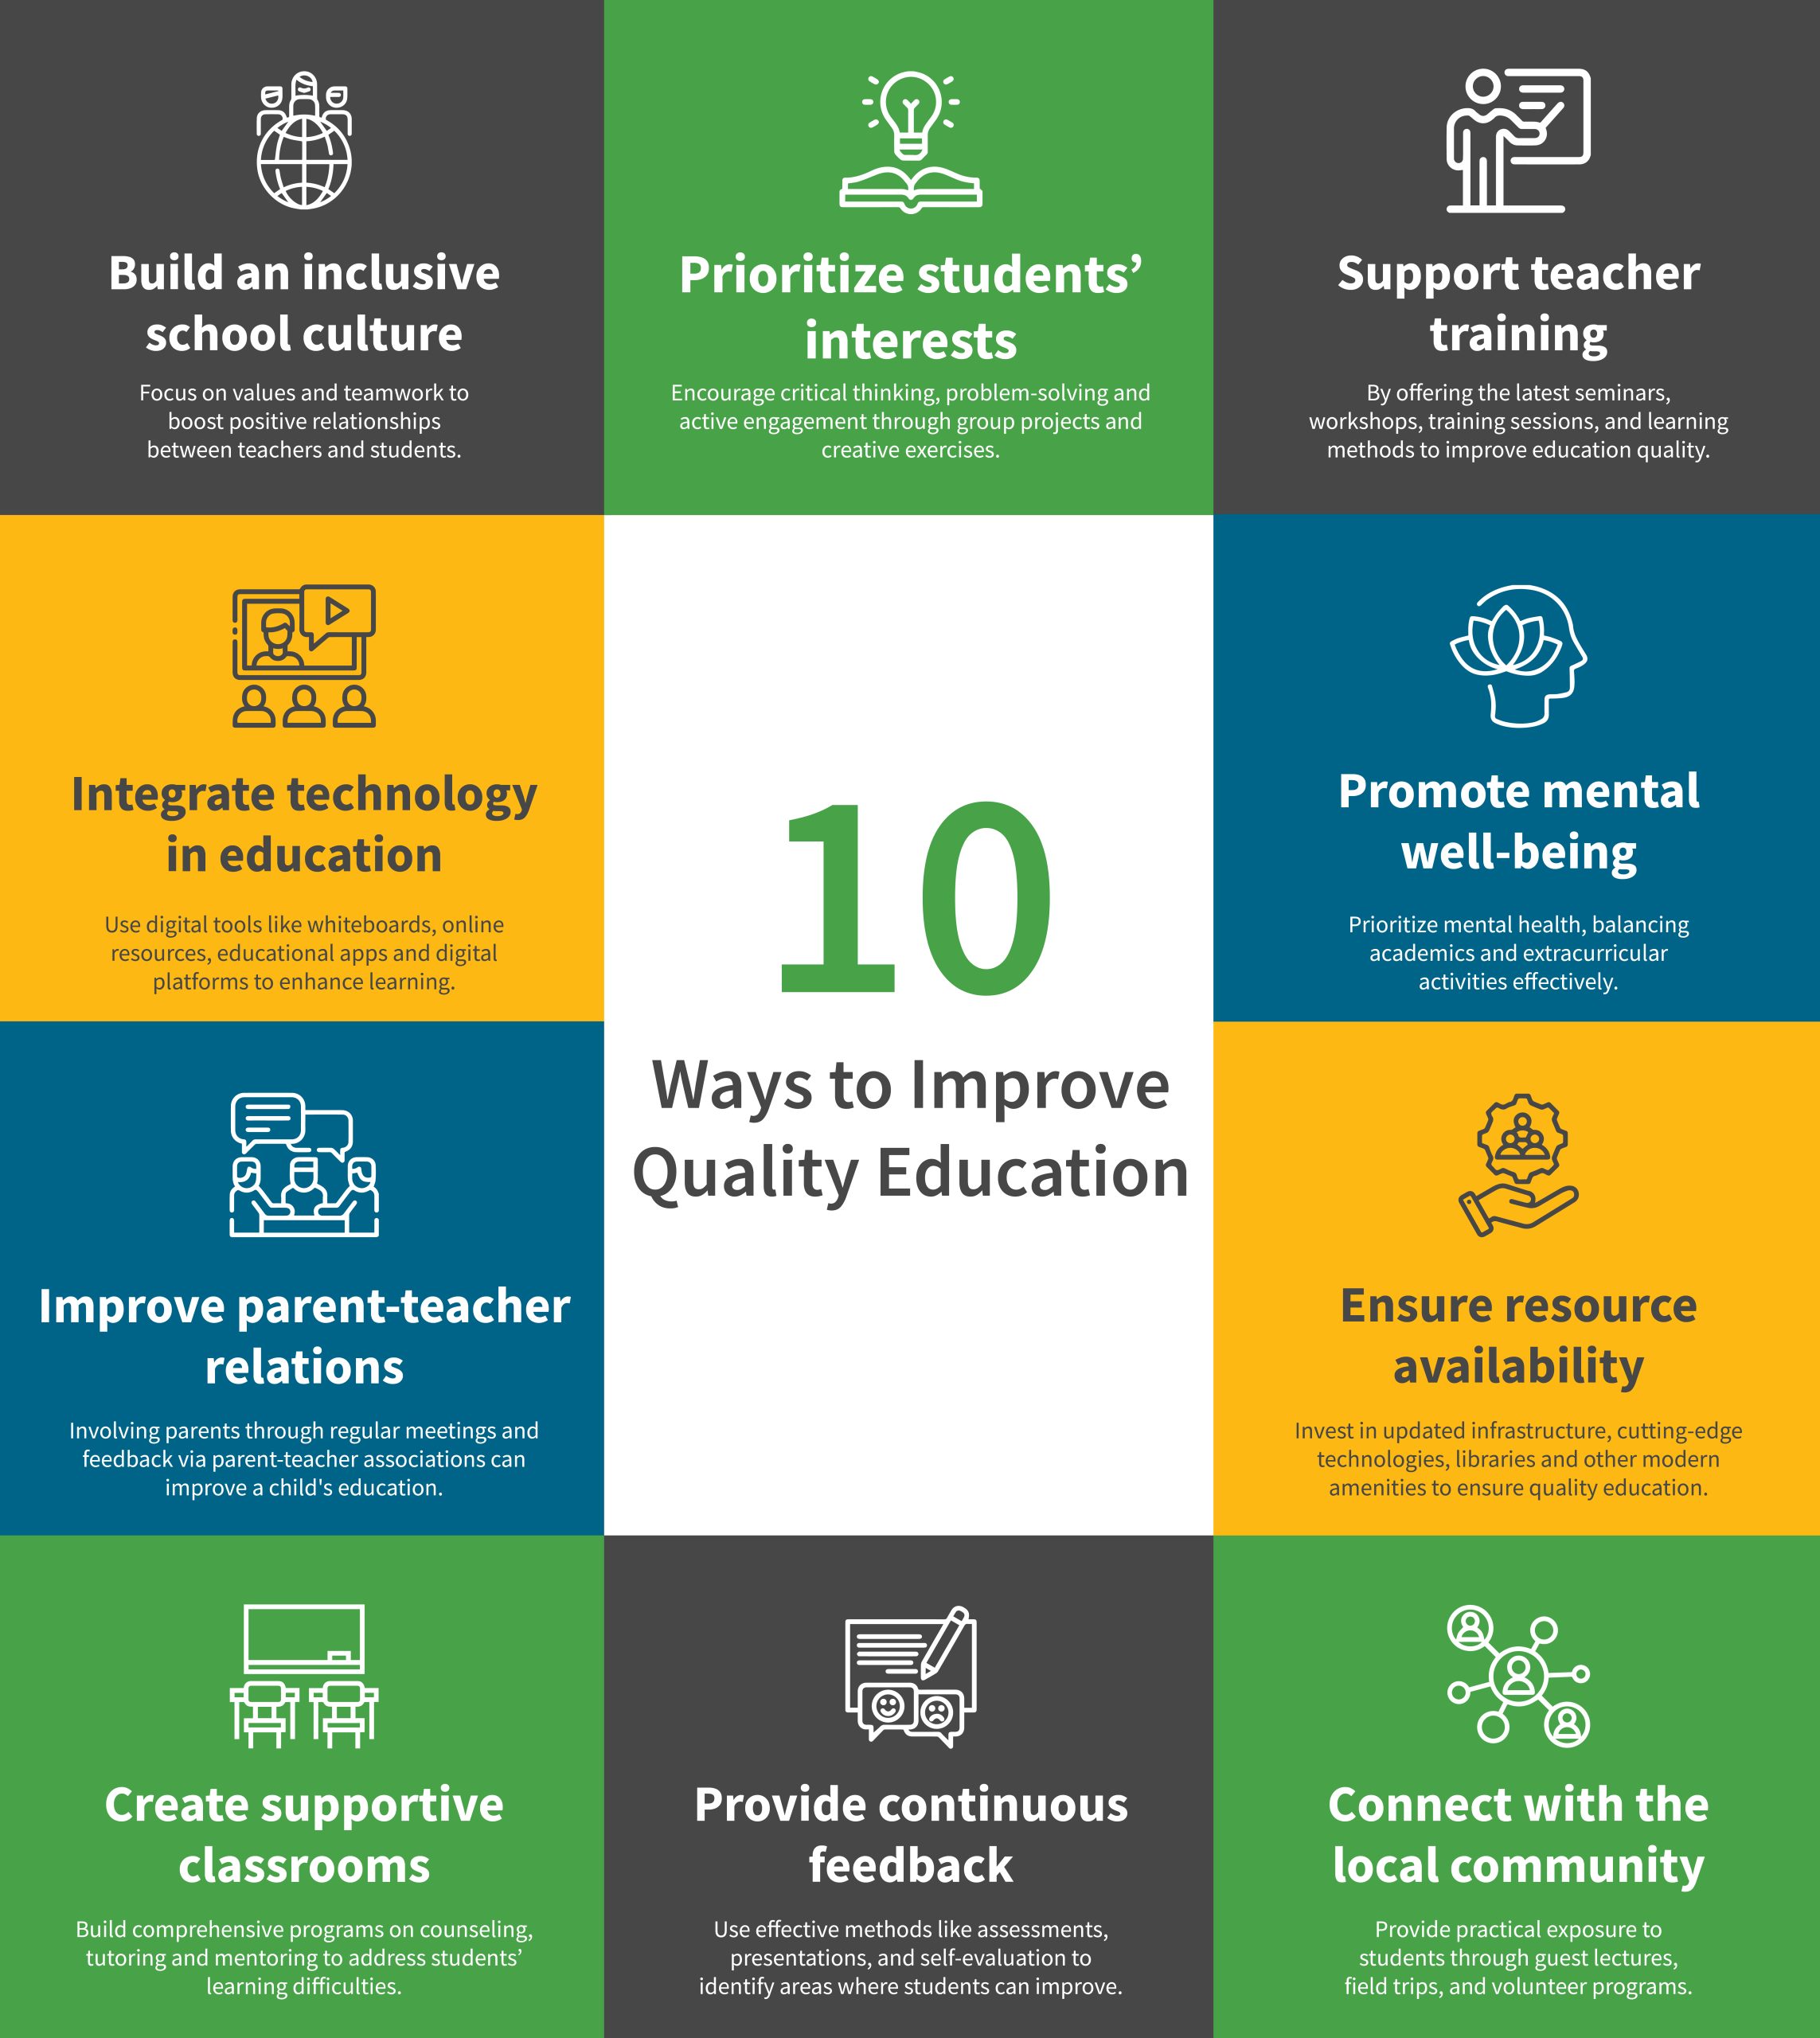 Build an inclusive
school culture
Focus on values and teamwork to
boost positive relationships
between teachers and students.
Prioritize students’
interests
Encourage critical thinking, problem-solving and
active engagement through group projects and
creative exercises.
Support teacher
training
By offering the latest seminars,
workshops, training sessions, and learning
methods to improve education quality.
Integrate technology
in education
Use digital tools like whiteboards, online
resources, educational apps and digital
platforms to enhance learning.
10
Ways to Improve
Quality Education
Promote mental
well-being
Prioritize mental health, balancing
academics and extracurricular
activities effectively.
Improve parent-teacher
relations
Involving parents through regular meetings and
feedback via parent-teacher associations can
improve a child's education.
Ensure resource
availability
Invest in updated infrastructure, cutting-edge
technologies, libraries and other modern
amenities to ensure quality education.
Create supportive
classrooms
Build comprehensive programs on counseling,
tutoring and mentoring to address students’
learning difficulties.
Provide continuous
feedback
Use effective methods like assessments,
presentations, and self-evaluation to
identify areas where students can improve.
Connect with the
local community
Provide practical exposure to
students through guest lectures,
field trips, and volunteer programs.